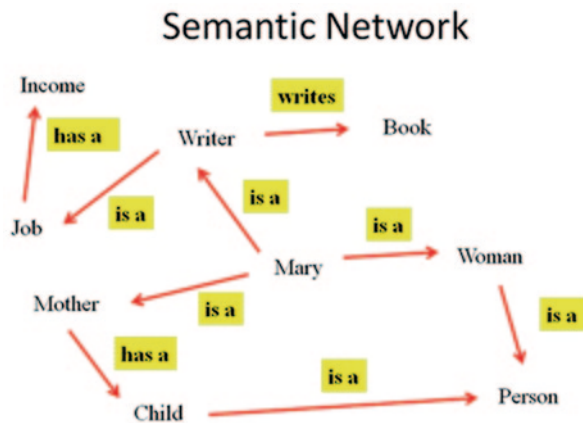 Semantic Network
Income
writes
has a
Writer
Book
is a
is a
is a
Job
Mary
Woman
Mother
is a
is a
has a
is a
Child
Person